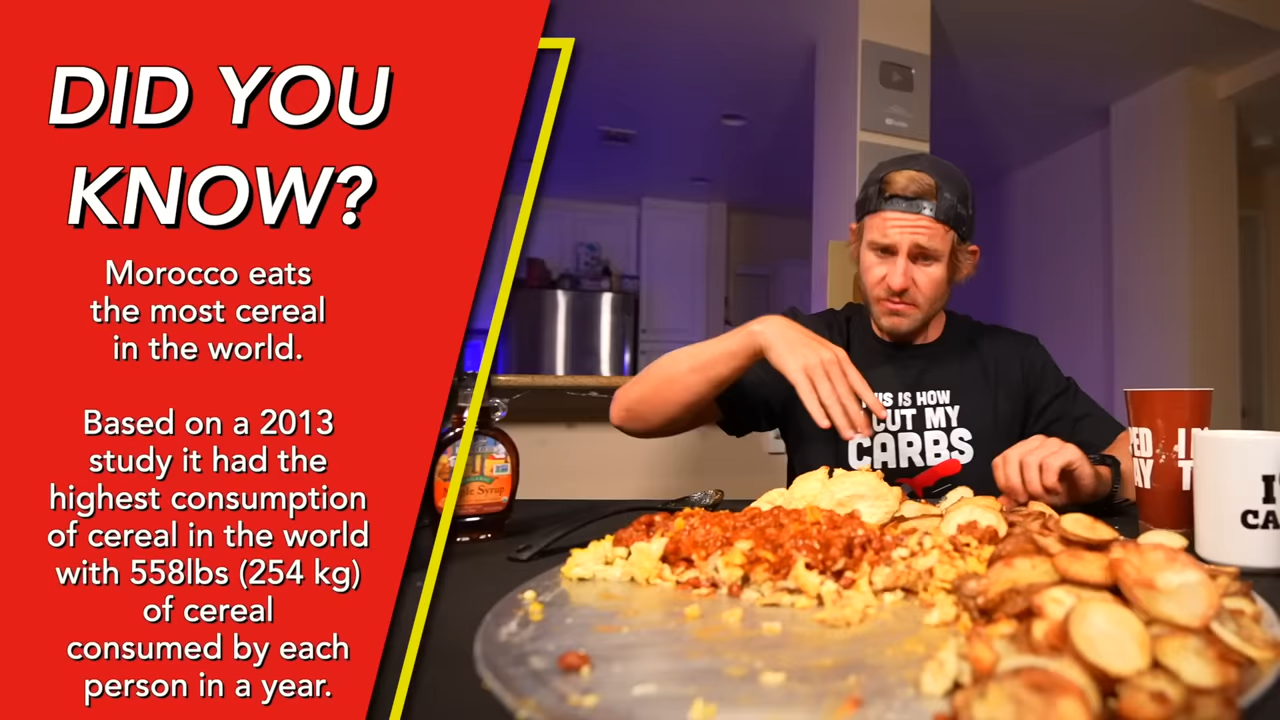 DID YOU
KNOW?
Morocco eats
the most cereal
in the world.
Based on a 2013
study it had the
highest consumption
of cereal in the world
with 558lbs (254 kg)
of cereal
consumed by each
person in a year.
IS HOW
CUT MY
CARBS
Syrup